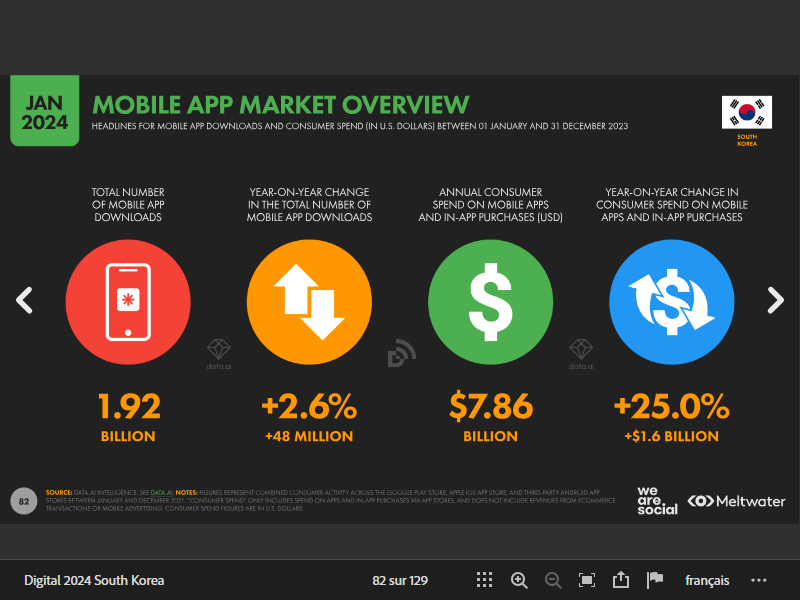 JAN
2024
MOBILE APP MARKET OVERVIEW
HEADLINES FOR MOBILE APP DOWNLOADS AND CONSUMER SPEND (IN U.S. DOLLARS) BETWEEN 01 JANUARY AND 31 DECEMBER 2023
SOUTH
KOREA
TOTAL NUMBER
OF MOBILE APP
DOWNLOADS
YEAR-ON-YEAR CHANGE
IN THE TOTAL NUMBER OF
MOBILE APP DOWNLOADS
ANNUAL CONSUMER
SPEND ON MOBILE APPS
AND IN-APP PURCHASES (USD)
YEAR-ON-YEAR CHANGE IN
CONSUMER SPEND ON MOBILE
APPS AND IN-APP PURCHASES
$
$
data.ai
data.ai
1.92
BILLION
+2.6%
+48 MILLION
$7.86
BILLION
+25.0%
+$1.6 BILLION
82
SOURCE: DATA.AI INTELLIGENCE. SEE DATA.AI. NOTES: FIGURES REPRESENT COMBINED CONSUMER ACTIVITY ACROSS THE GOOGLE PLAY STORE, APPLE IOS APP STORE, AND THIRD-PARTY ANDROID APP
STORES BETWEEN JANUARY AND DECEMBER 2021. "CONSUMER SPEND" ONLY INCLUDES SPEND ON APPS AND IN-APP PURCHASES VIA APP STORES, AND DOES NOT INCLUDE REVENUES FROM ECOMMERCE
TRANSACTIONS OR MOBILE ADVERTISING. CONSUMER SPEND FIGURES ARE IN U.S. DOLLARS.
we
are.
social
Meltwater
Digital 2024 South Korea
82 sur 129
français